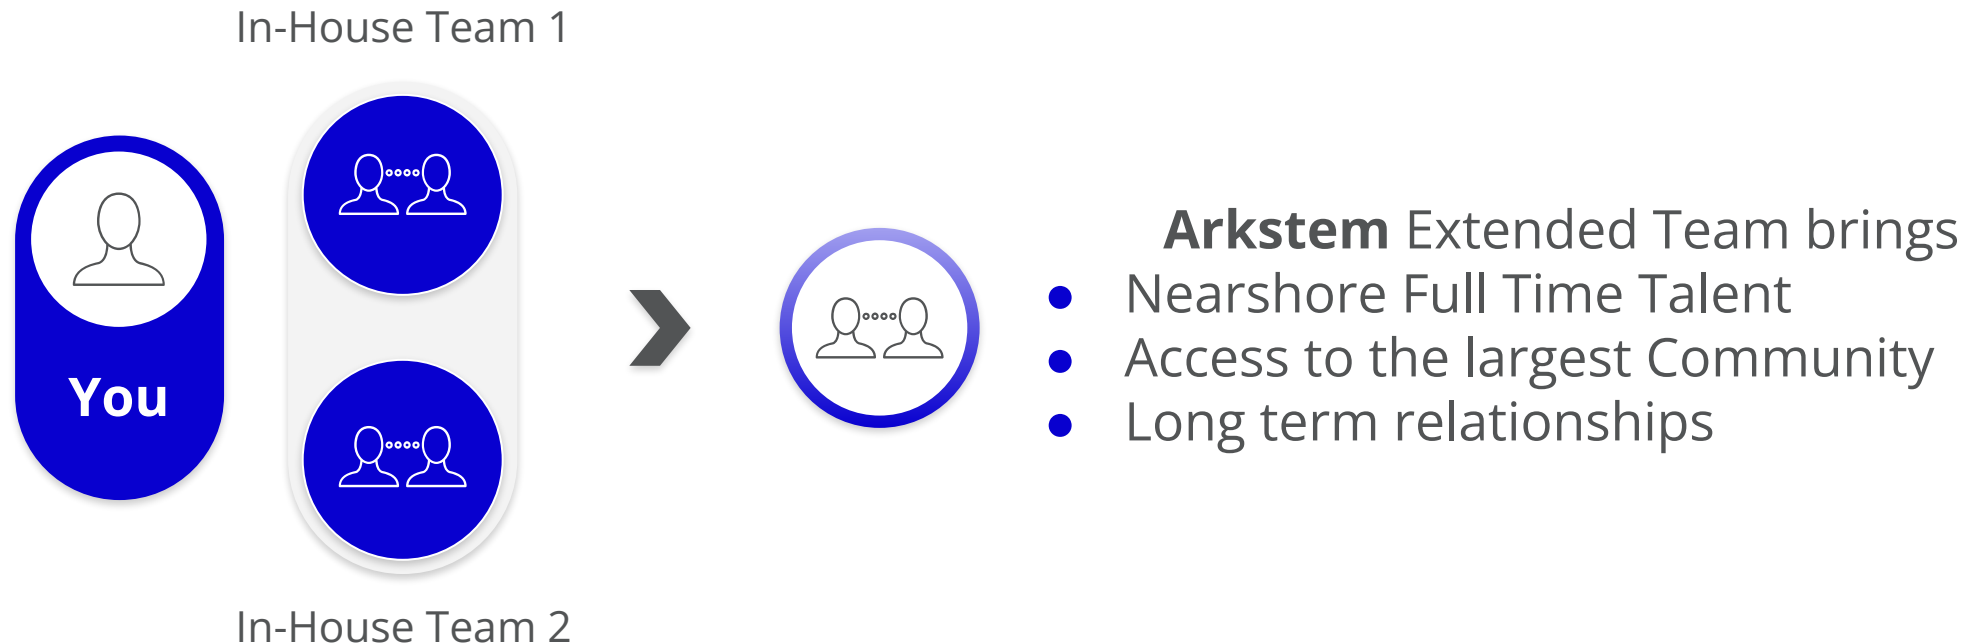 In-House Team 1
You
In-House Team 2
Arkstem Extended Team brings
● Nearshore Full Time Talent
● Access to the largest Community
● Long term relationships